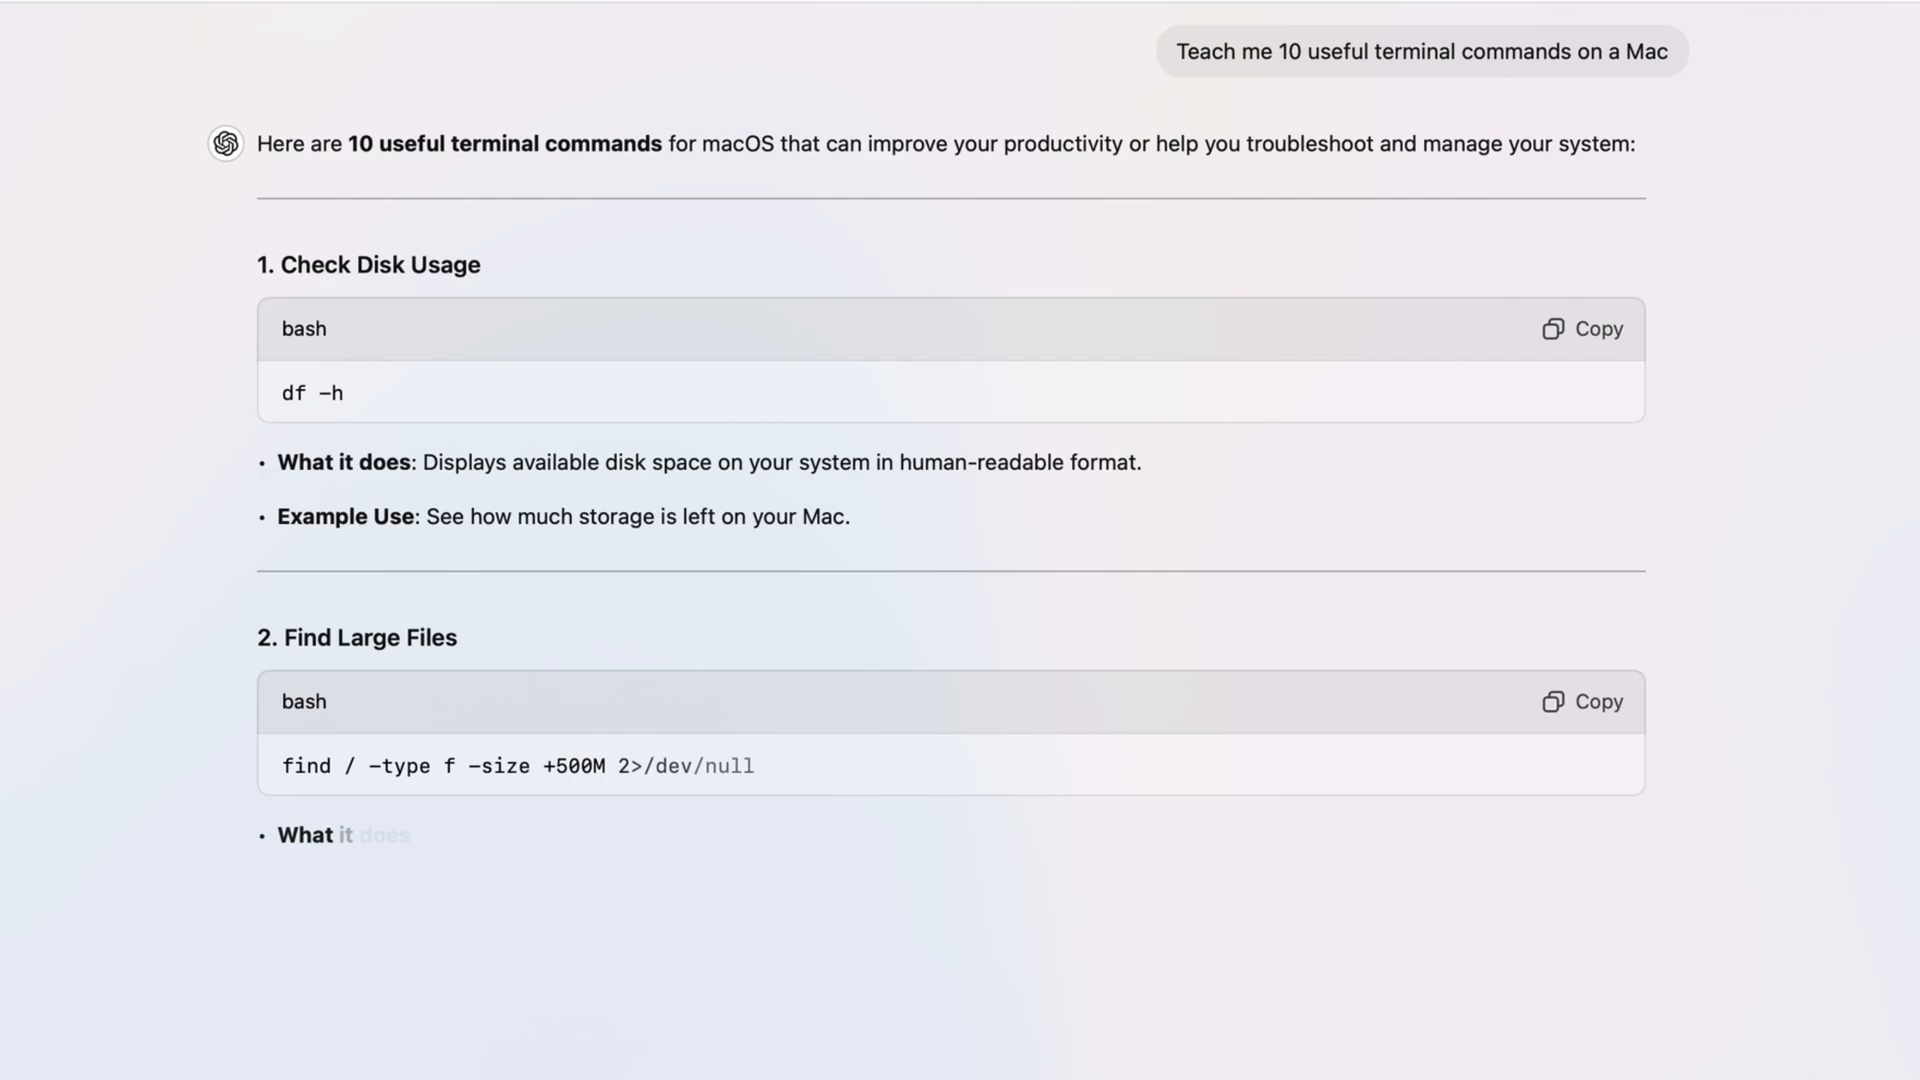 Teach me 10 useful terminal commands on a Mac
Here are 10 useful terminal commands for macOS that can improve your productivity or help you troubleshoot and manage your system:
1. Check Disk Usage
bash
Copy
df -h
• What it does: Displays available disk space on your system in human-readable format.
• Example Use: See how much storage is left on your Mac.
2. Find Large Files
bash
Copy
find / -type f -size +500M 2>/dev/null
• What it does